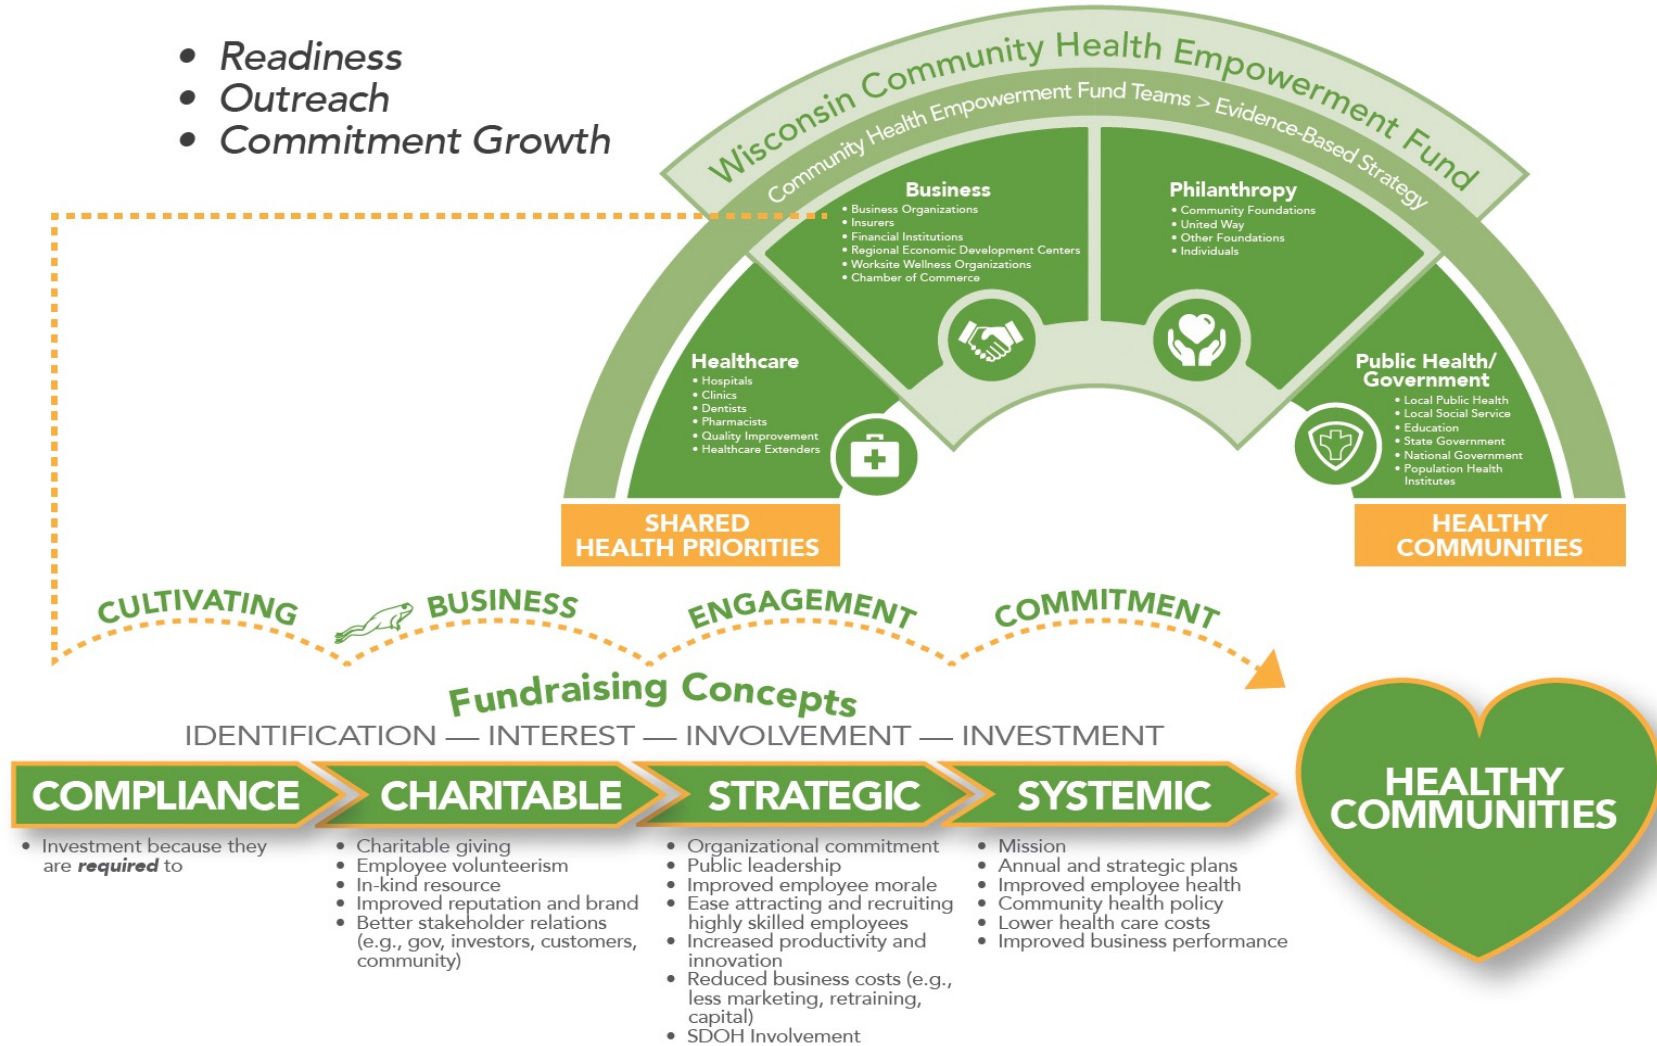 • Readiness
• Outreach
• Commitment Growth
Wisconsin Community Health Empowerment Fund
Community Health Empowerment Fund Teams > Evidence-Based Strategy
Business
• Business Organizations
• Insurers
• Financial Institutions
• Regional Economic Development Centers
• Worksite Wellness Organizations
• Chamber of Commerce
Philanthropy
• Community Foundations
• United Way
• Other Foundations
• Individuals
Healthcare
• Hospitals
• Clinics
• Dentists
• Pharmacists
• Quality Improvement
• Healthcare Extenders
Public Health/
Government
• Local Public Health
• Local Social Service
• Education
• State Government
• National Government
• Population Health
Institutes
SHARED
HEALTH PRIORITIES
HEALTHY
COMMUNITIES
CULTIVATING BUSINESS ENGAGEMENT COMMITMENT
Fundraising Concepts
IDENTIFICATION — INTEREST — INVOLVEMENT — INVESTMENT
COMPLIANCE
• Investment because they
are required to
CHARITABLE
• Charitable giving
• Employee volunteerism
• In-kind resource
• Improved reputation and brand
• Better stakeholder relations
(e.g., gov, investors, customers,
community)
STRATEGIC
• Organizational commitment
• Public leadership
• Improved employee morale
• Ease attracting and recruiting
highly skilled employees
• Increased productivity and
innovation
• Reduced business costs (e.g.,
less marketing, retraining,
capital)
• SDOH Involvement
SYSTEMIC
• Mission
• Annual and strategic plans
• Improved employee health
• Community health policy
• Lower health care costs
• Improved business performance
HEALTHY
COMMUNITIES